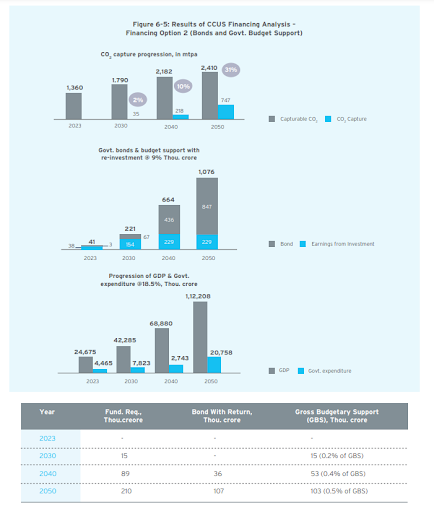 Figure 6-5: Results of CCUS Financing Analysis –
Financing Option 2 (Bonds and Govt. Budget Support)
CO2 capture progression, in mtpa
1,360
1,790
2%
35
2,182
10%
218
2,410
31%
747
2023
2030
2040
2050
Capturable CO2
CO2 Capture
Govt. bonds & budget support with
re-investment @ 9% Thou. crore
38
41
3
221
67
154
664
436
229
1,076
847
229
2023
2030
2040
2050
Bond
Earnings from Investment
Progression of GDP & Govt.
expenditure @18.5%, Thou. crore
24,675
4,465
42,285
7,823
68,880
2,743
1,12,208
20,758
2023
2030
2040
2050
GDP
Govt. expenditure
Year Fund. Req., Thou.creore Bond With Return, Thou. crore Gross Budgetary Support (GBS), Thou. crore
2023 - - -
2030 15 - 15 (0.2% of GBS)
2040 89 36 53 (0.4% of GBS)
2050 210 107 103 (0.5% of GBS)